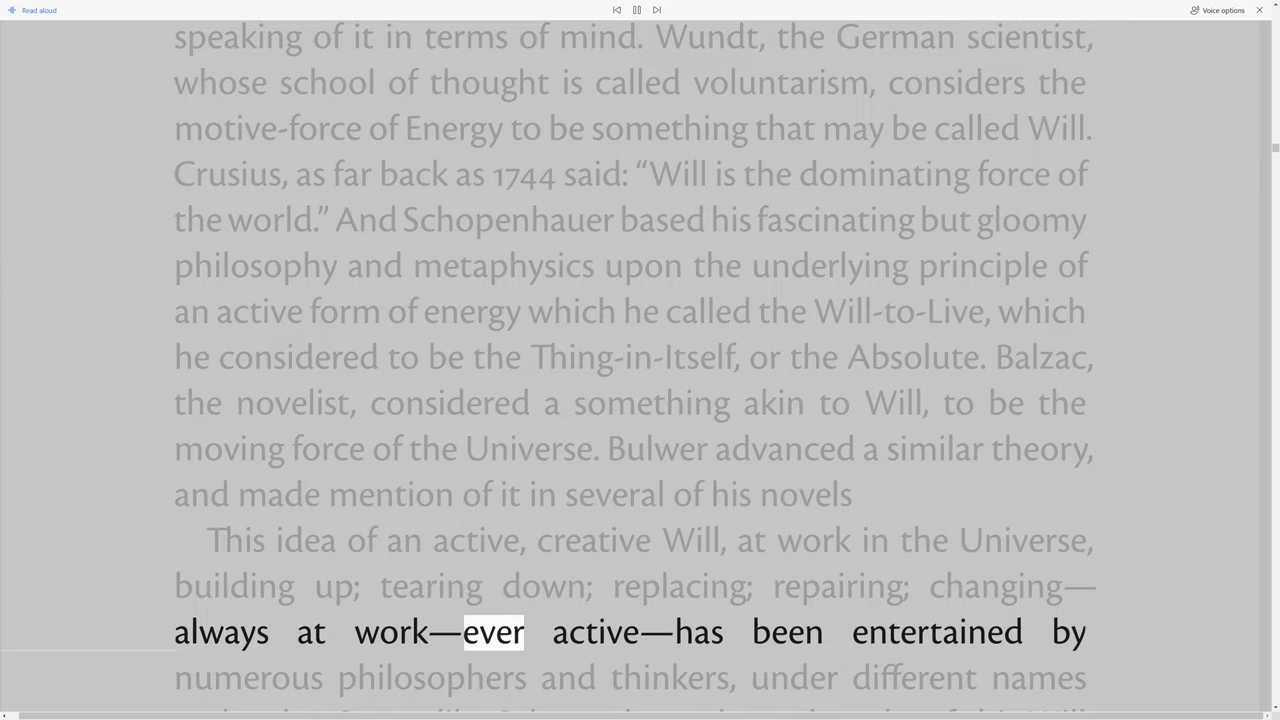 Read aloud
Voice options
speaking of it in terms of mind. Wundt, the German scientist,
whose school of thought is called voluntarism, considers the
motive-force of Energy to be something that may be called Will.
Crusius, as far back as 1744 said: “Will is the dominating force of
the world.” And Schopenhauer based his fascinating but gloomy
philosophy and metaphysics upon the underlying principle of
an active form of energy which he called the Will-to-Live, which
he considered to be the Thing-in-Itself, or the Absolute. Balzac,
the novelist, considered a something akin to Will, to be the
moving force of the Universe. Bulwer advanced a similar theory,
and made mention of it in several of his novels
This idea of an active, creative Will, at work in the Universe,
building up; tearing down; replacing; repairing; changing—
always at work—ever active—has been entertained by
numerous philosophers and thinkers, under different names